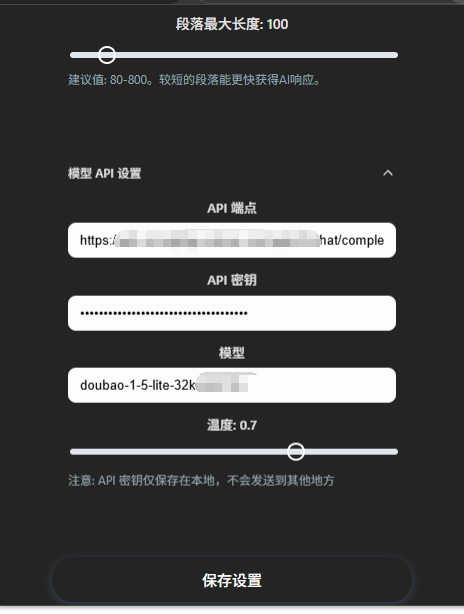 段落最大长度: 100
建议值: 80-800。较短的段落能更快获得AI响应。
模型 API 设置
API 端点
https:/ hat/comple
API 密钥
••••••••••••••••••••••••••••••••••••
模型
doubao-1-5-lite-32k
温度: 0.7
注意: API 密钥仅保存在本地，不会发送到其他地方
保存设置